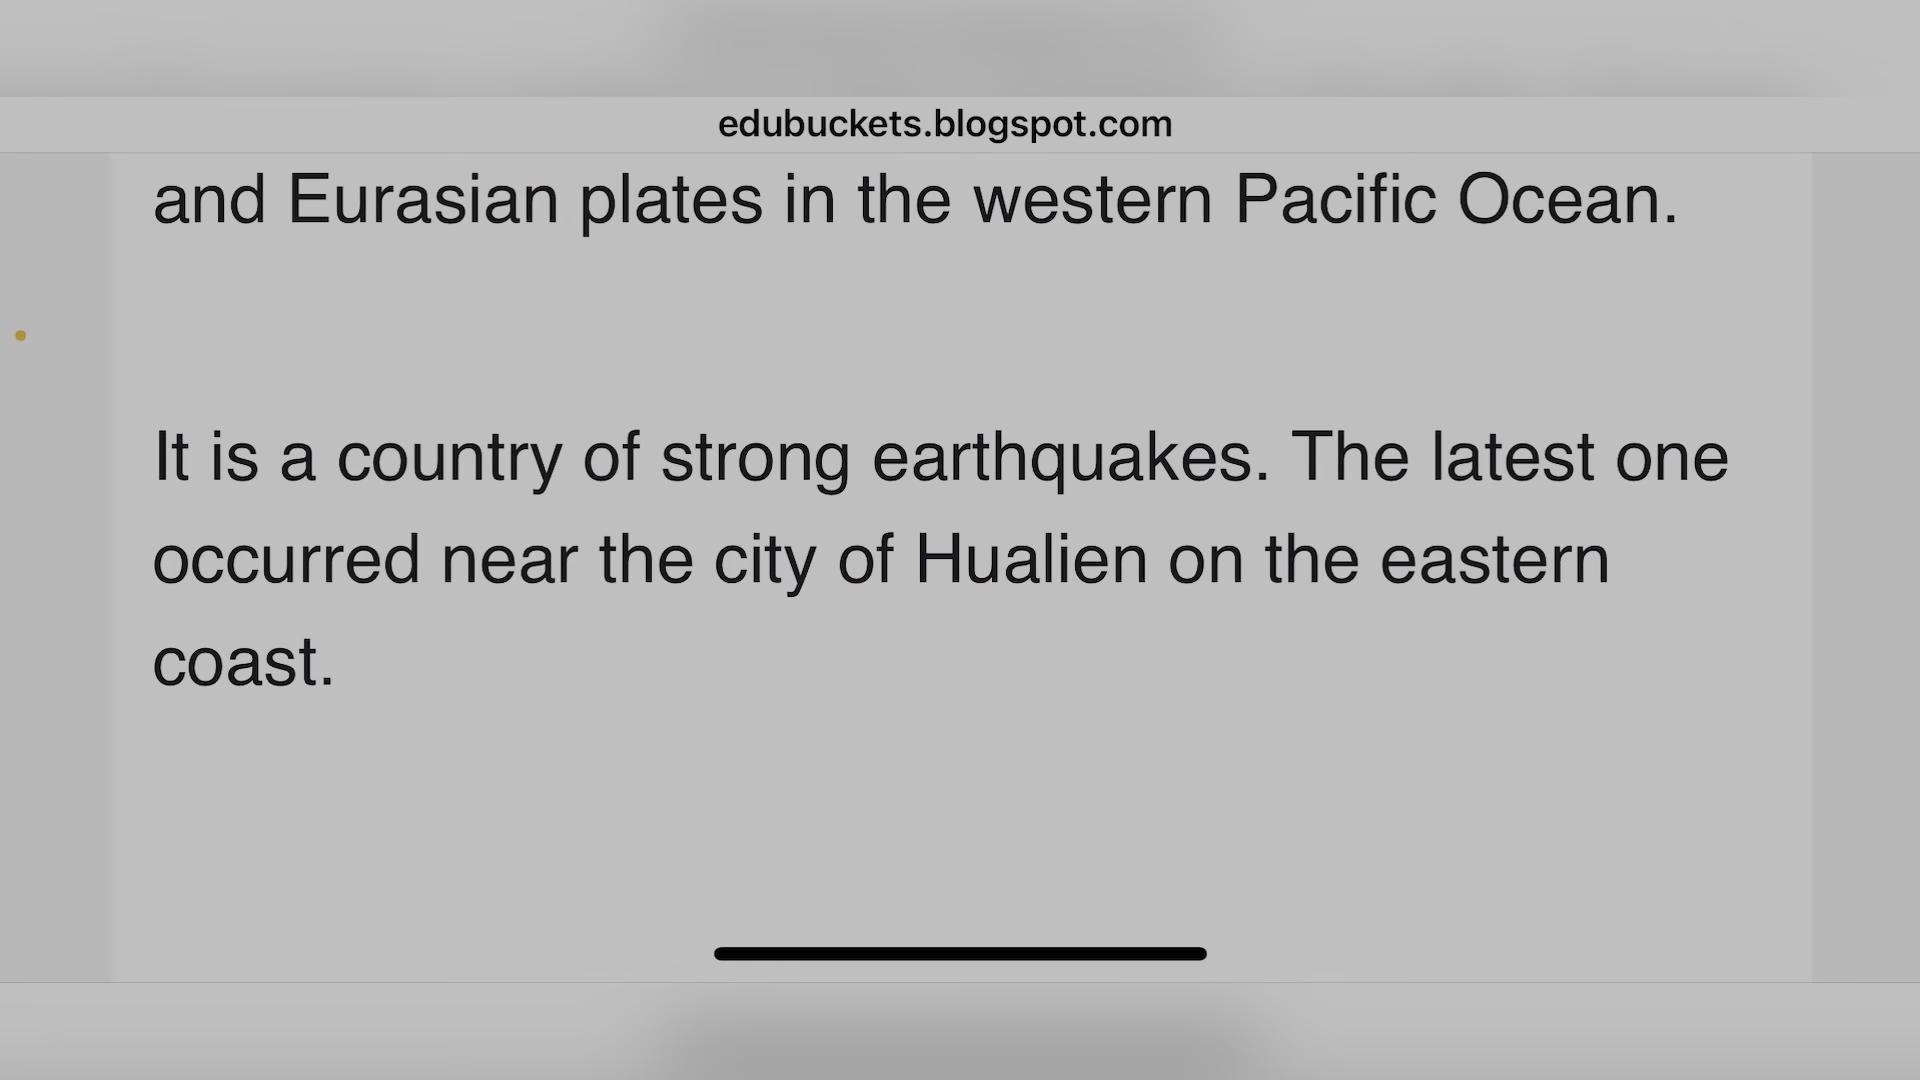 edubuckets.blogspot.com
and Eurasian plates in the western Pacific Ocean.
It is a country of strong earthquakes. The latest one
occurred near the city of Hualien on the eastern
coast.